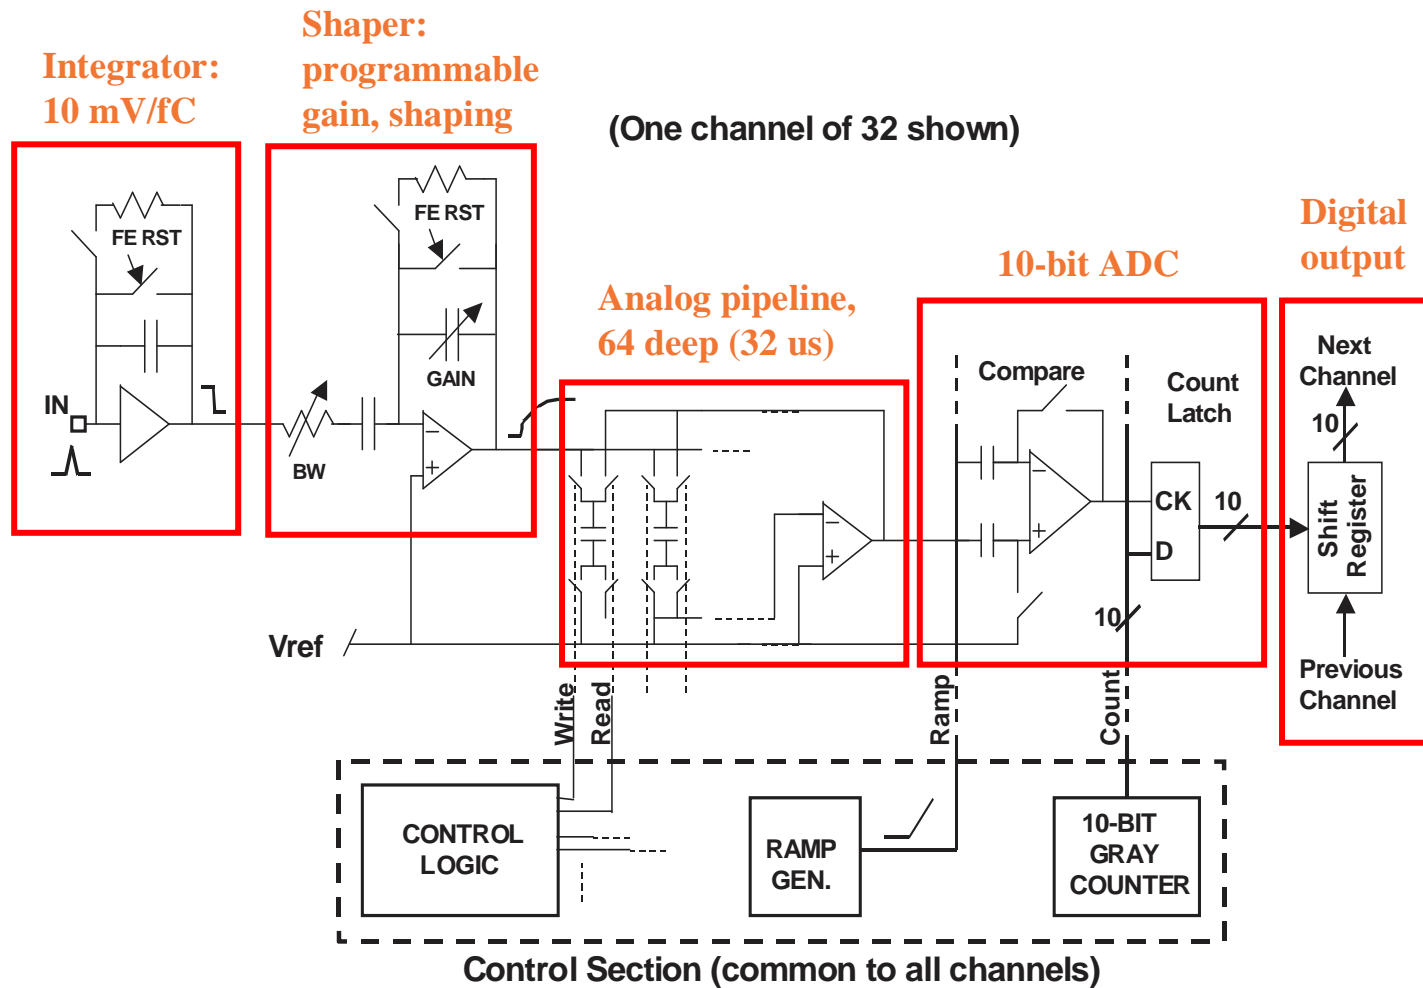 Integrator:
10 mV/fC
Shaper:
programmable
gain, shaping
(One channel of 32 shown)
FE RST
IN
FE RST
GAIN
BW
Analog pipeline,
64 deep (32 us)
10-bit ADC
Compare
Count
Latch
CK
D
10
10
Digital
output
Next
Channel
10
Shift
Register
Previous
Channel
Vref
Write
Read
Ramp
Count
CONTROL
LOGIC
RAMP
GEN.
10-BIT
GRAY
COUNTER
Control Section (common to all channels)